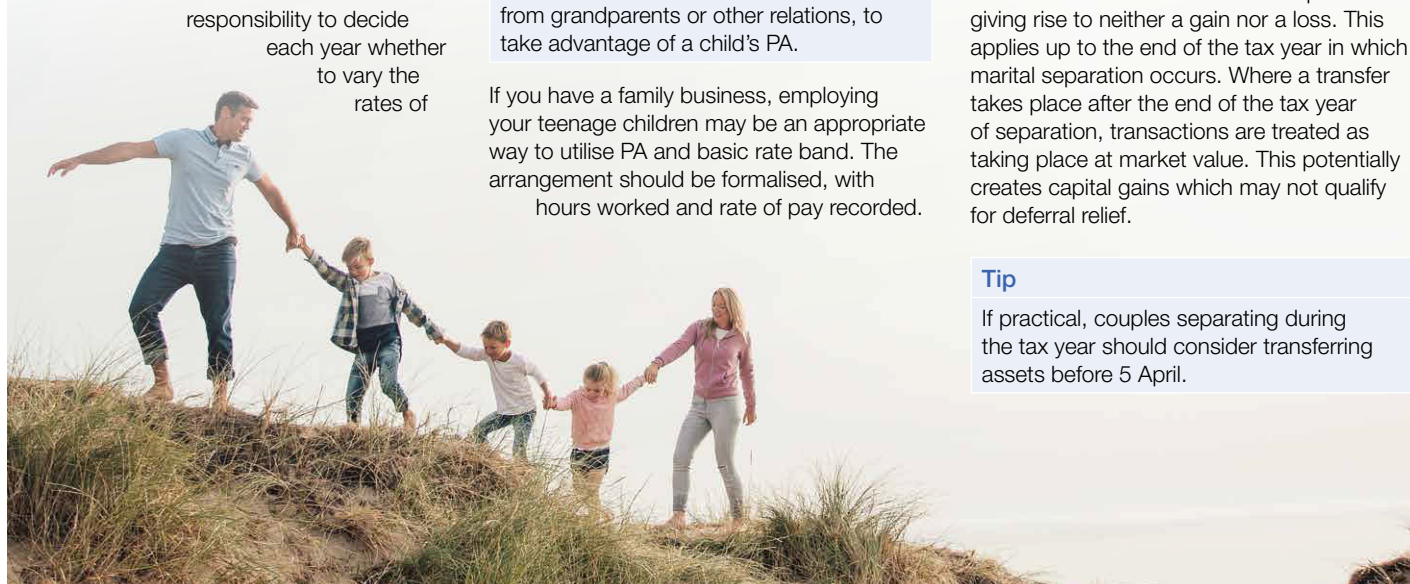 responsibility to decide
each year whether
to vary the
rates of
from grandparents or other relations, to
take advantage of a child’s PA.
If you have a family business, employing
your teenage children may be an appropriate
way to utilise PA and basic rate band. The
arrangement should be formalised, with
hours worked and rate of pay recorded.
giving rise to neither a gain nor a loss. This
applies up to the end of the tax year in which
marital separation occurs. Where a transfer
takes place after the end of the tax year
of separation, transactions are treated as
taking place at market value. This potentially
creates capital gains which may not qualify
for deferral relief.
Tip
If practical, couples separating during
the tax year should consider transferring
assets before 5 April.